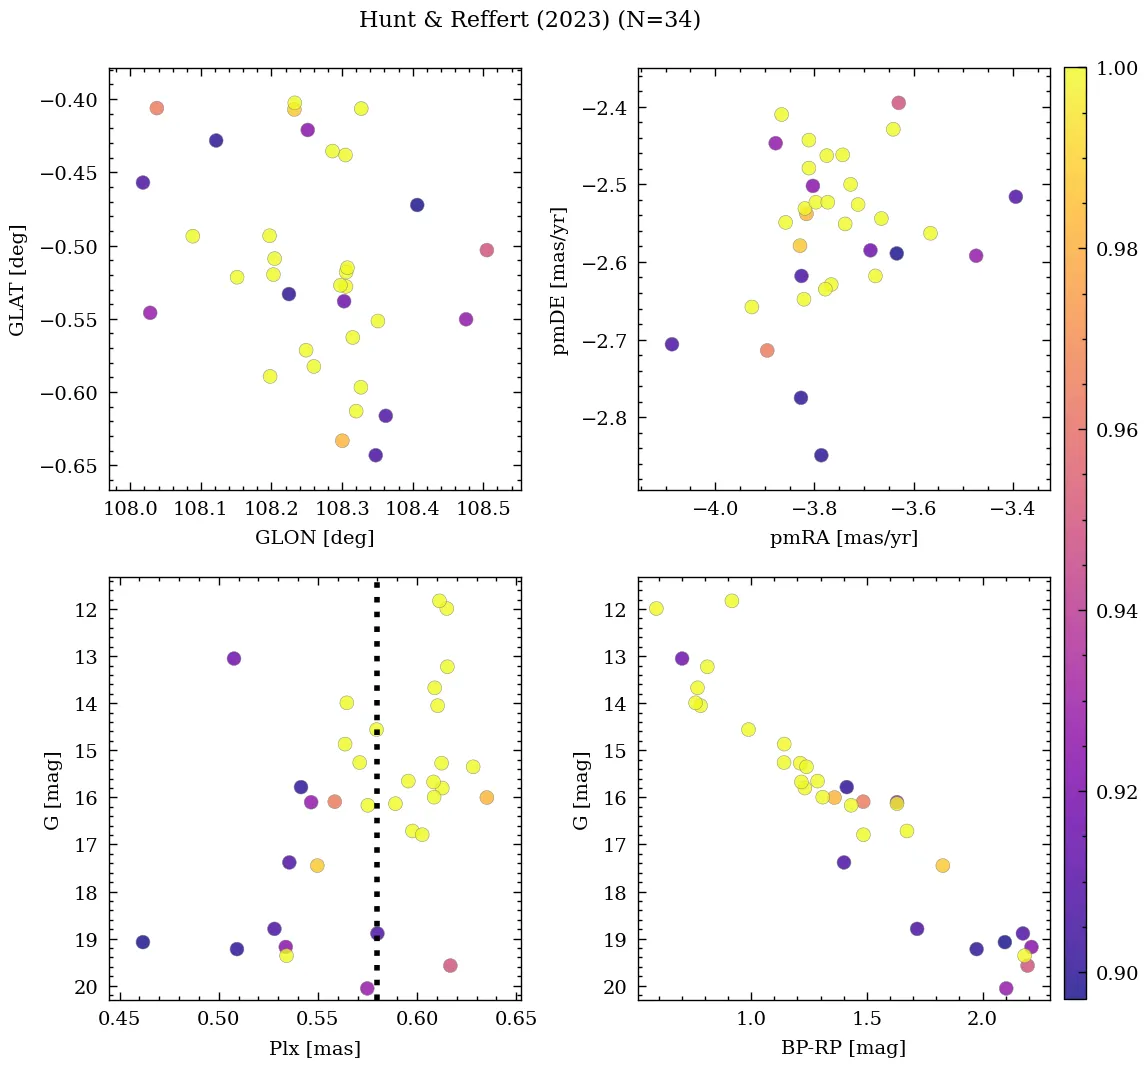 Hunt & Reffert (2023) (N=34)
−0.40
−0.45
−0.50
−0.55
−0.60
−0.65
GLAT [deg]
108.0 108.1 108.2 108.3 108.4 108.5
GLON [deg]
−2.4
−2.5
−2.6
−2.7
−2.8
pmDE [mas/yr]
−4.0 −3.8 −3.6 −3.4
pmRA [mas/yr]
12
13
14
15
16
17
18
19
20
G [mag]
0.45 0.50 0.55 0.60 0.65
Plx [mas]
12
13
14
15
16
17
18
19
20
G [mag]
1.0 1.5 2.0
BP-RP [mag]
1.00
0.98
0.96
0.94
0.92
0.90